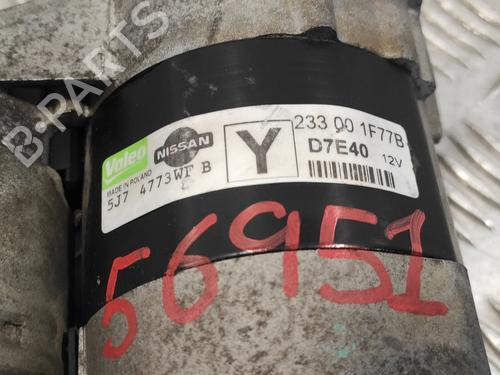 B-PARTS
Valeo
NISSAN
MADE IN POLAND
5J7 4773WF B
Y
233 00 1F77B
D7E40 12V
56951